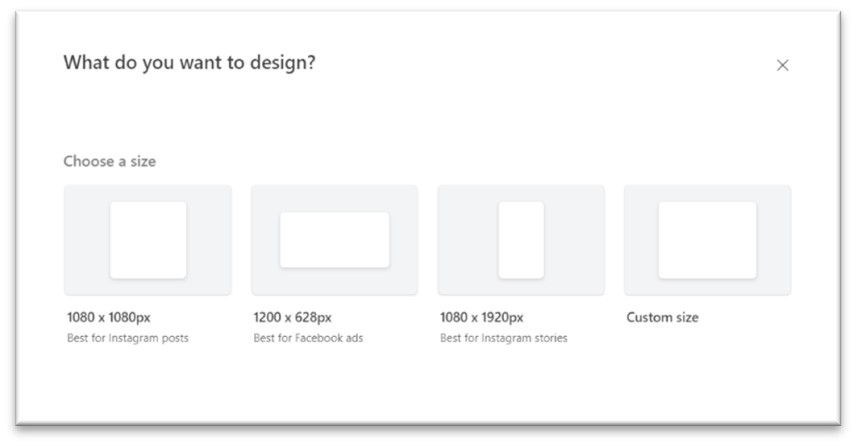 What do you want to design?
Choose a size
1080 x 1080px
Best for Instagram posts
1200 x 628px
Best for Facebook ads
1080 x 1920px
Best for Instagram stories
Custom size